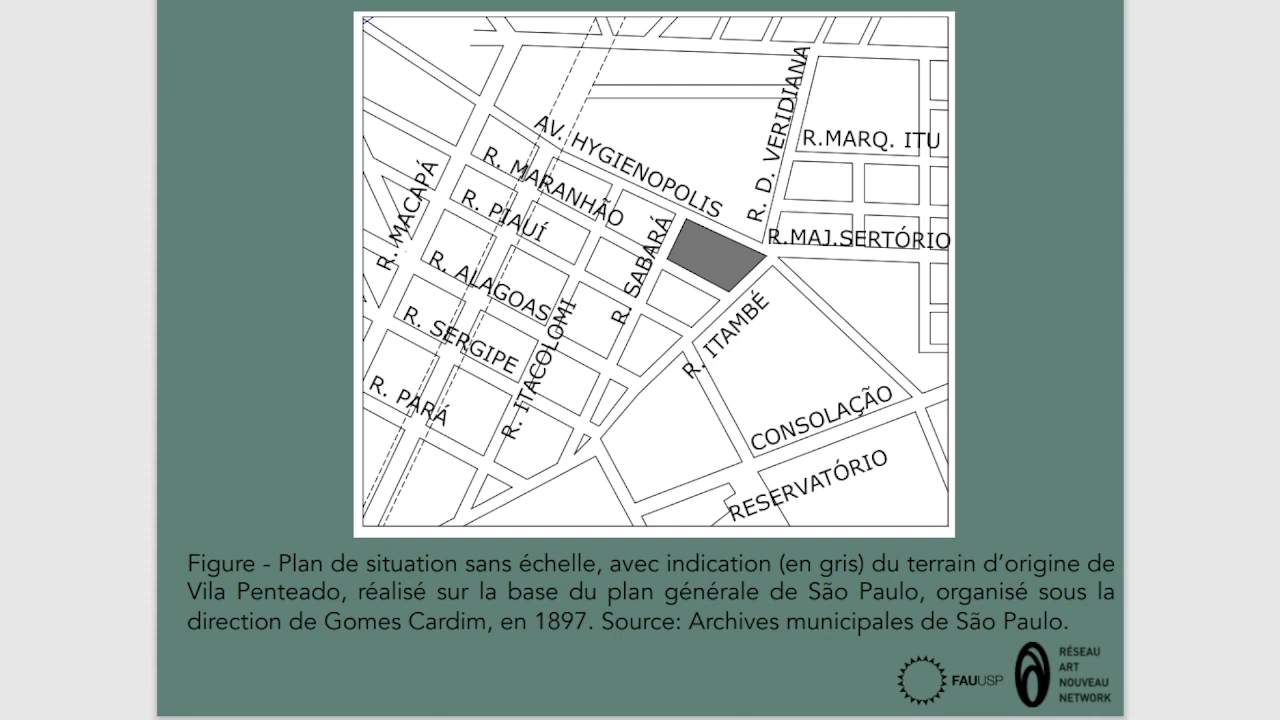 R. D. VERIDIANA
AV. HYGIENOPOLIS
R.MARQ. ITU
R. MARANHÃO
R. MACAPÁ
R. PIAUÍ
R. SABARÁ
R.MAJ.SERTÓRIO
R. ALAGOAS
R. SERGIPE
R. ITACOLOMI
R. ITAMBÉ
R. PARÁ
CONSOLAÇÃO
RESERVATÓRIO
Figure - Plan de situation sans échelle, avec indication (en gris) du terrain d’origine de
Vila Penteado, réalisé sur la base du plan générale de São Paulo, organisé sous la
direction de Gomes Cardim, en 1897. Source: Archives municipales de São Paulo.
FAUUSP
RÉSEAU
ART
NOUVEAU
NETWORK